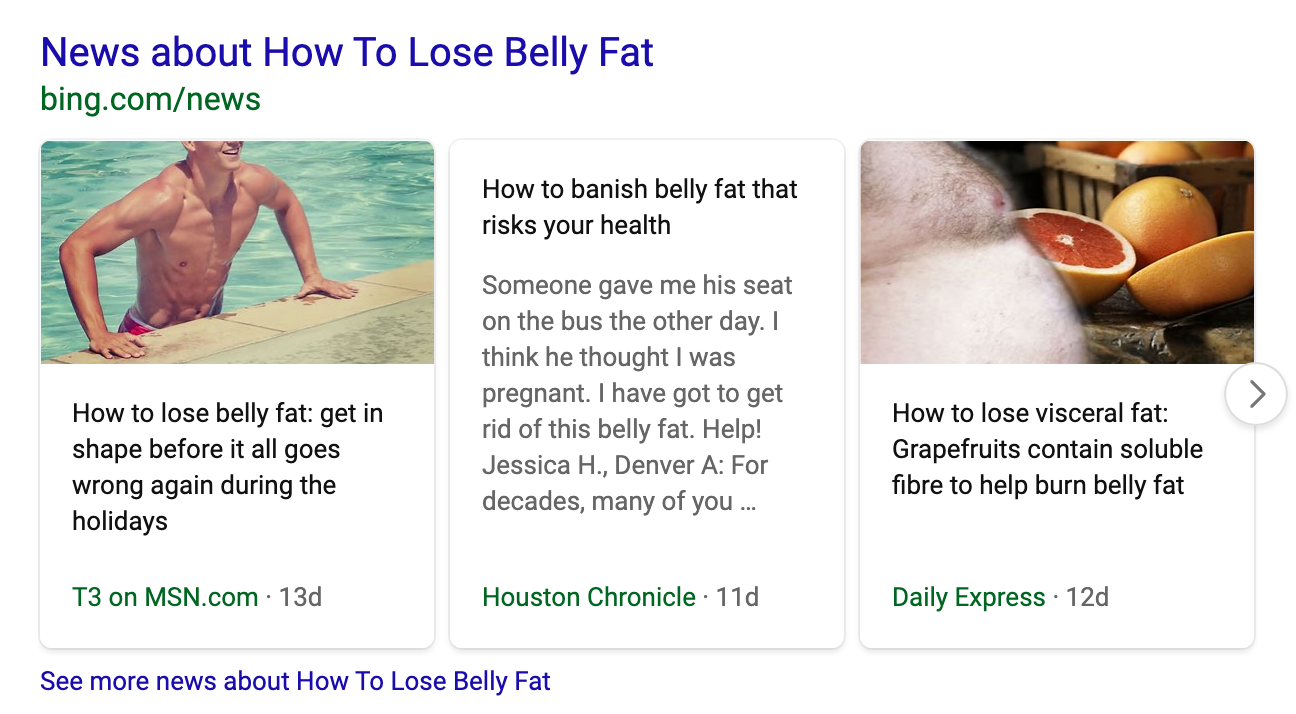 News about How To Lose Belly Fat
bing.com/news
How to lose belly fat: get in
shape before it all goes
wrong again during the
holidays
T3 on MSN.com · 13d
How to banish belly fat that
risks your health
Someone gave me his seat
on the bus the other day. I
think he thought I was
pregnant. I have got to get
rid of this belly fat. Help!
Jessica H., Denver A: For
decades, many of you ...
Houston Chronicle · 11d
How to lose visceral fat:
Grapefruits contain soluble
fibre to help burn belly fat
Daily Express · 12d
See more news about How To Lose Belly Fat